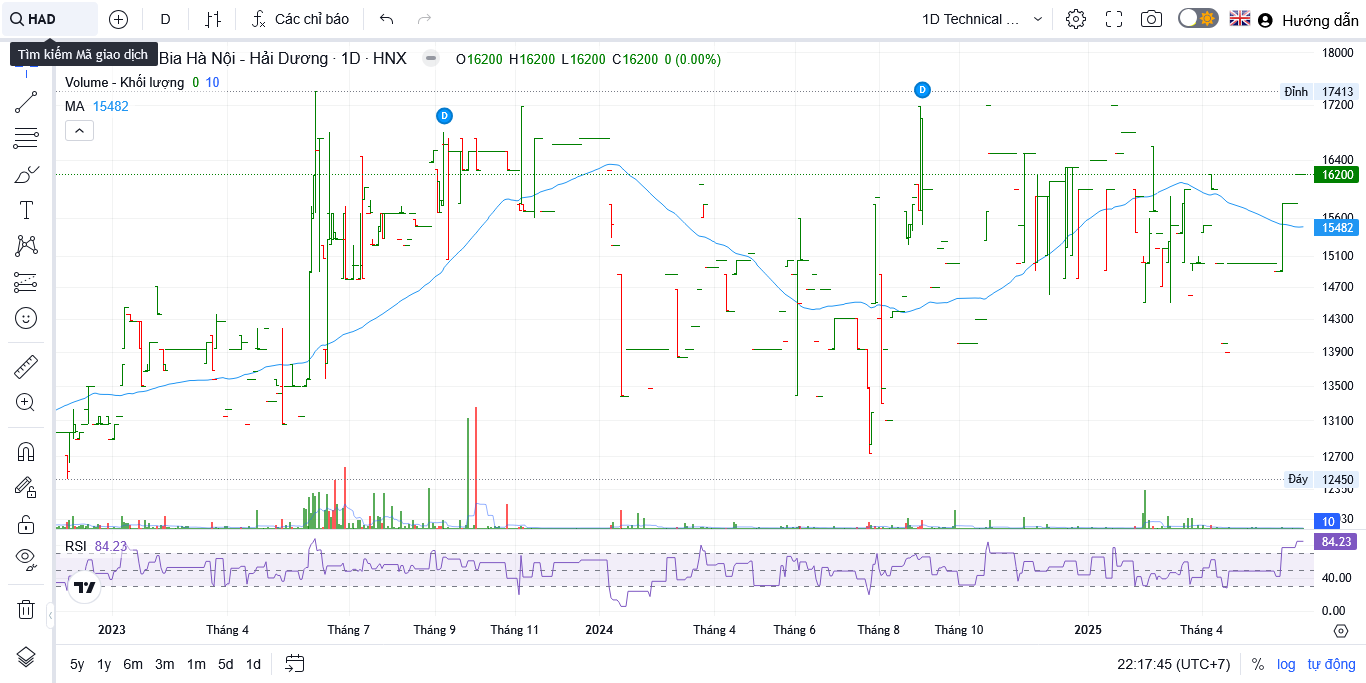 HAD
D
Các chỉ báo
1D Technical ...
Hướng dẫn
Tìm kiếm Mã giao dịch
Bia Hà Nội - Hải Dương · 1D · HNX
O16200 H16200 L16200 C16200 0 (0.00%)
Volume - Khối lượng 0 10
MA 15482
D
D
18000
Đỉnh 17413
17200
16400
16200
15600
15482
15100
14700
14300
13900
13500
13100
12700
Đáy 12450
10
RSI 84.23
84.23
40.00
0.00
2023
Tháng 4
Tháng 7
Tháng 9
Tháng 11
2024
Tháng 4
Tháng 6
Tháng 8
Tháng 10
2025
Tháng 4
5y 1y 6m 3m 1m 5d 1d
22:17:45 (UTC+7)
%
log
tự động